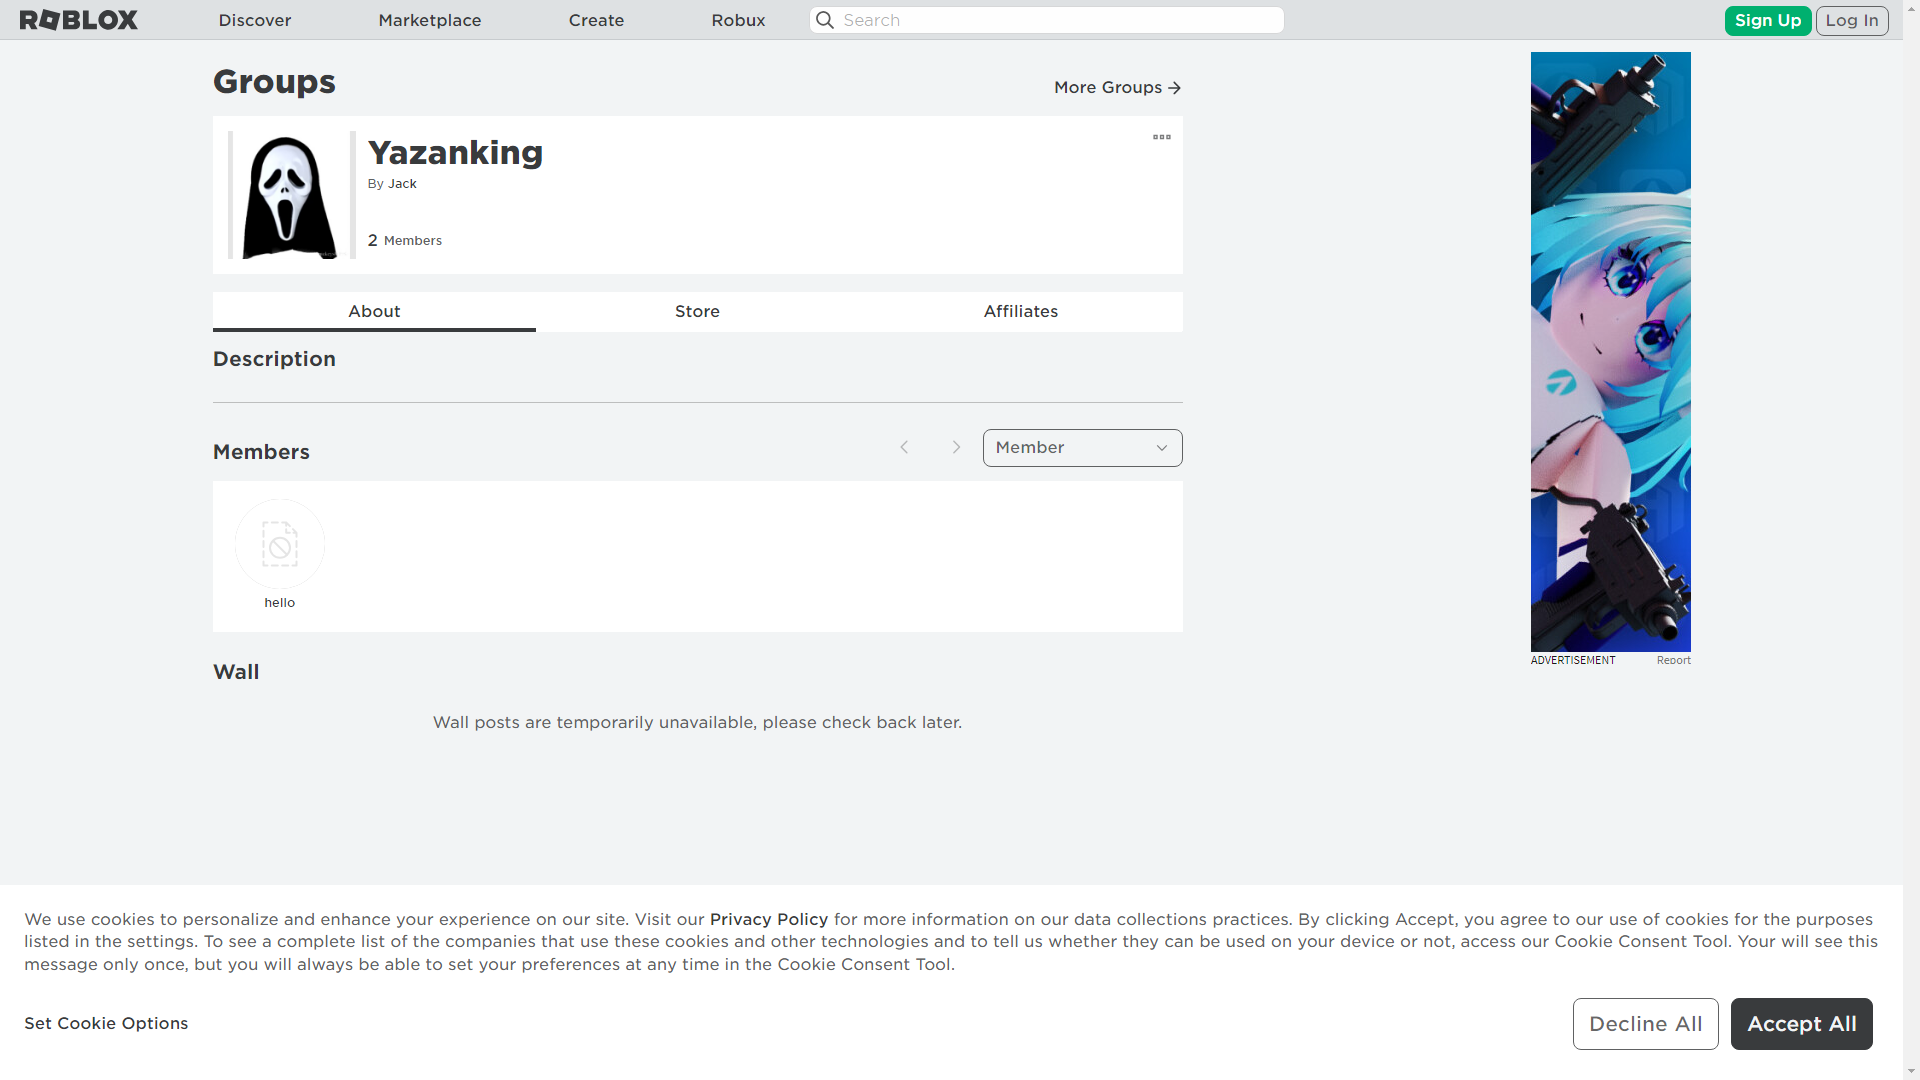 ROBLOX
Discover
Marketplace
Create
Robux
Search
Sign Up
Log In
Groups
More Groups
Yazanking
By Jack
2 Members
About
Store
Affiliates
Description
Members
Member
hello
Wall
Wall posts are temporarily unavailable, please check back later.
ADVERTISEMENT
Report
We use cookies to personalize and enhance your experience on our site. Visit our Privacy Policy for more information on our data collections practices. By clicking Accept, you agree to our use of cookies for the purposes
listed in the settings. To see a complete list of the companies that use these cookies and other technologies and to tell us whether they can be used on your device or not, access our Cookie Consent Tool. Your will see this
message only once, but you will always be able to set your preferences at any time in the Cookie Consent Tool.
Set Cookie Options
Decline All
Accept All